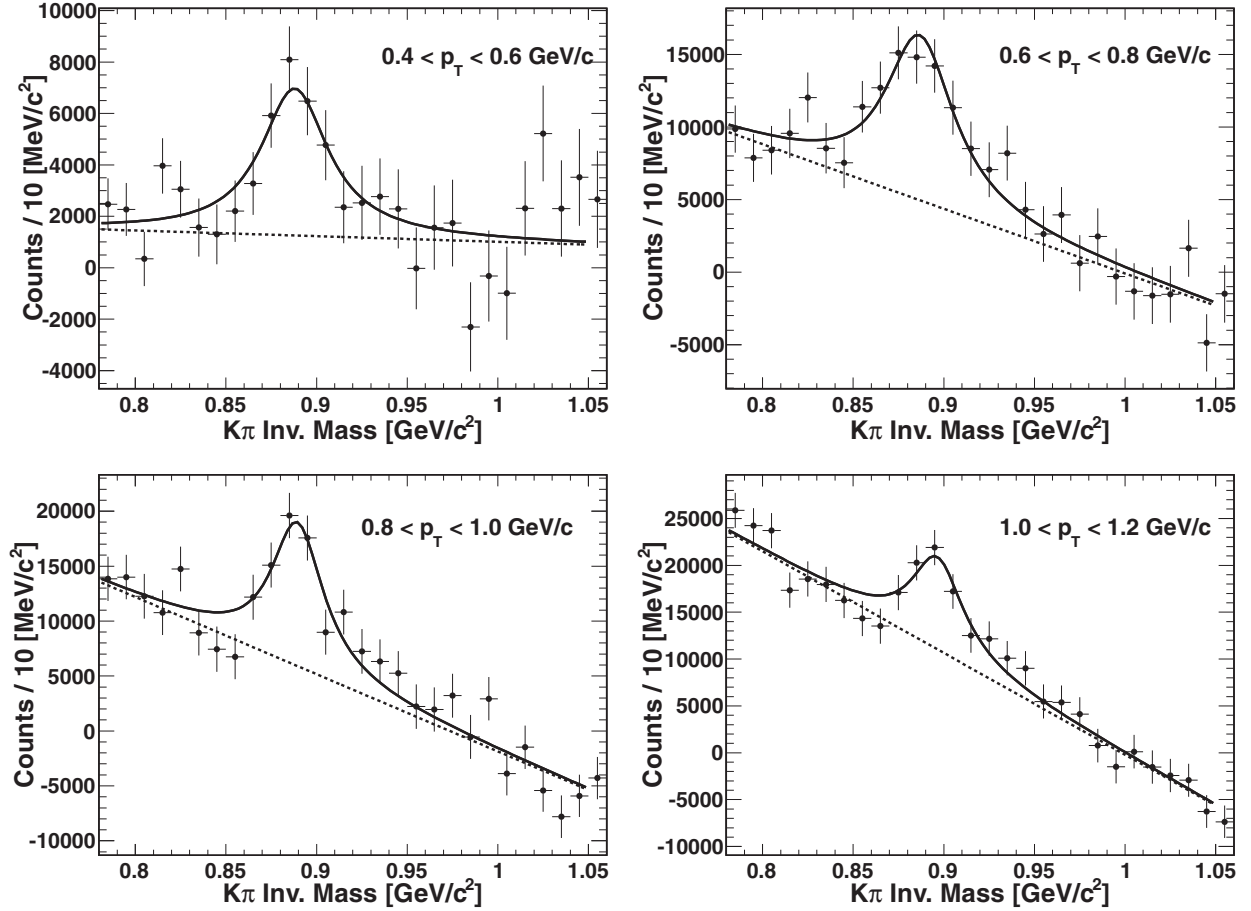 10000
8000
6000
4000
2000
0
-2000
-4000
Counts / 10 [MeV/c²]
0.4 < p_T < 0.6 GeV/c
0.8 0.85 0.9 0.95 1 1.05
Kπ Inv. Mass [GeV/c²]
15000
10000
5000
0
-5000
Counts / 10 [MeV/c²]
0.6 < p_T < 0.8 GeV/c
0.8 0.85 0.9 0.95 1 1.05
Kπ Inv. Mass [GeV/c²]
20000
15000
10000
5000
0
-5000
-10000
Counts / 10 [MeV/c²]
0.8 < p_T < 1.0 GeV/c
0.8 0.85 0.9 0.95 1 1.05
Kπ Inv. Mass [GeV/c²]
25000
20000
15000
10000
5000
0
-5000
-10000
Counts / 10 [MeV/c²]
1.0 < p_T < 1.2 GeV/c
0.8 0.85 0.9 0.95 1 1.05
Kπ Inv. Mass [GeV/c²]